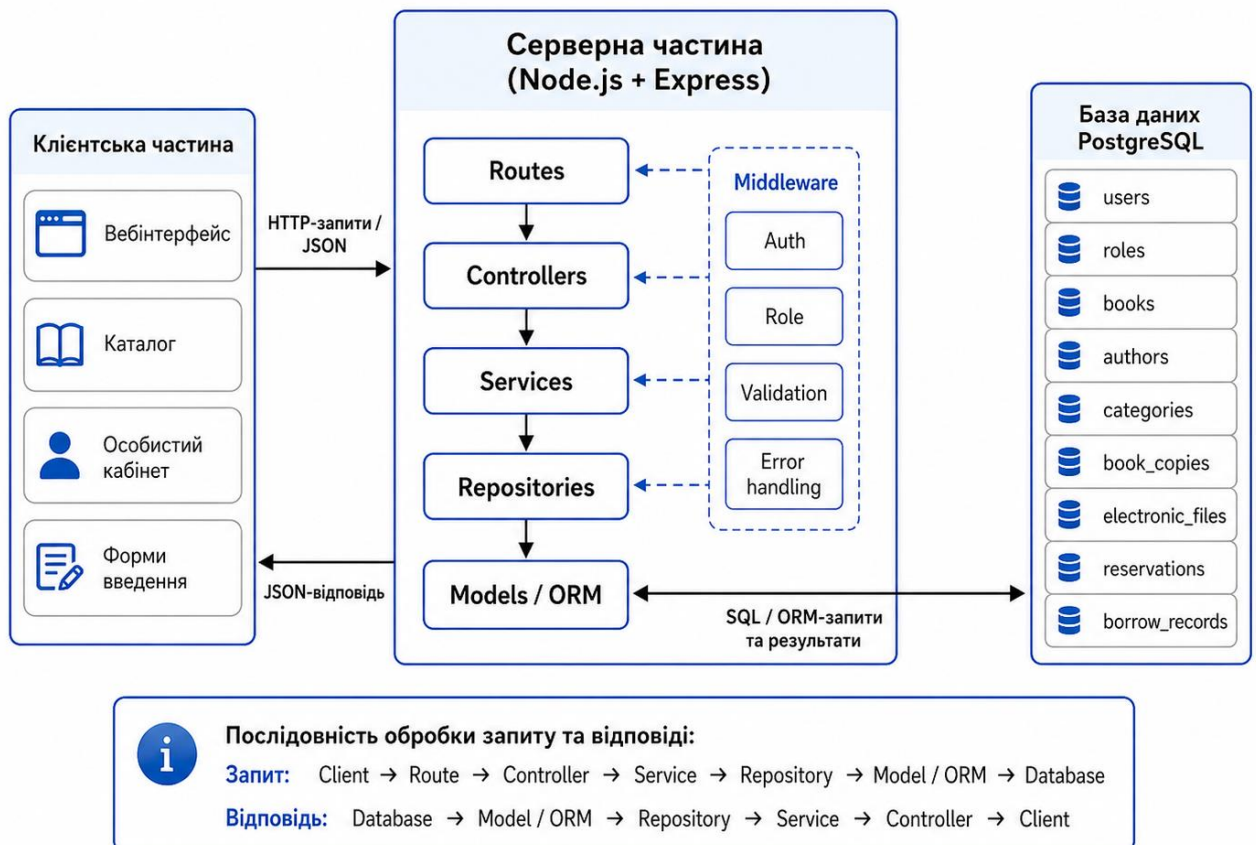 Серверна частина
(Node.js + Express)
Клієнтська частина
Вебінтерфейс
Каталог
Особистий
кабінет
Форми
введення
HTTP-запити /
JSON
JSON-відповідь
Routes
Controllers
Services
Repositories
Models / ORM
Middleware
Auth
Role
Validation
Error
handling
SQL / ORM-запити
та результати
База даних
PostgreSQL
users
roles
books
authors
categories
book_copies
electronic_files
reservations
borrow_records
i
Послідовність обробки запиту та відповіді:
Запит: Client → Route → Controller → Service → Repository → Model / ORM → Database
Відповідь: Database → Model / ORM → Repository → Service → Controller → Client